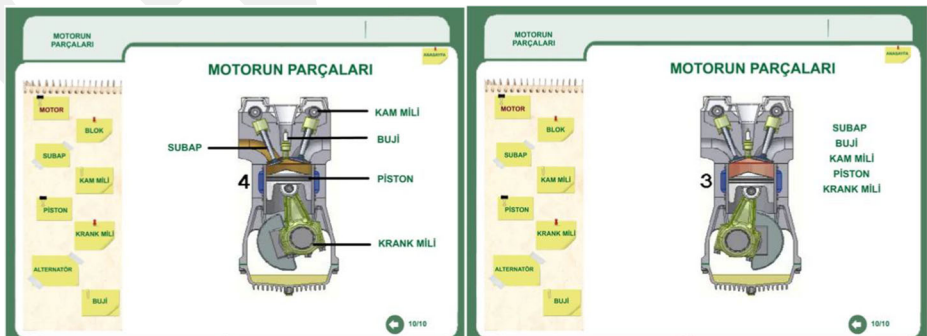 MOTORUN
PARÇALARI
ANASAYFA
MOTORUN PARÇALARI
MOTOR
BLOK
SUBAP
KAM MİLİ
PİSTON
KRANK MİLİ
ALTERNATÖR
BUJİ
KAM MİLİ
BUJİ
SUBAP
PİSTON
4
KRANK MİLİ
10/10
MOTORUN
PARÇALARI
ANASAYFA
MOTORUN PARÇALARI
MOTOR
BLOK
SUBAP
KAM MİLİ
PİSTON
KRANK MİLİ
ALTERNATÖR
BUJİ
3
SUBAP
BUJİ
KAM MİLİ
PİSTON
KRANK MİLİ
10/10